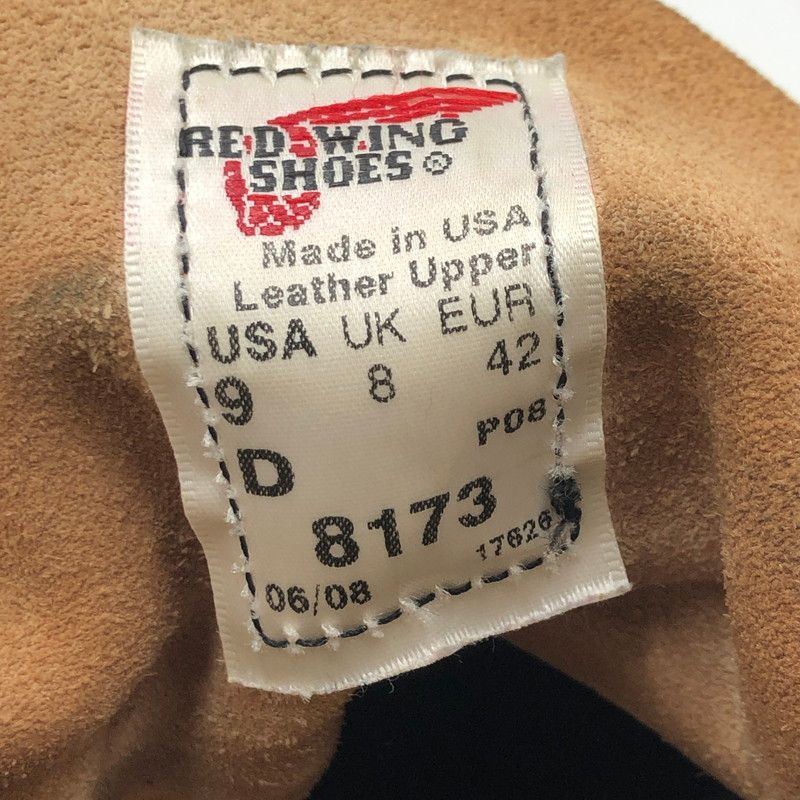 RED WING
SHOES®
Made in USA
Leather Upper
USA UK EUR
9 8 42
D P08
8173
06/08 17626